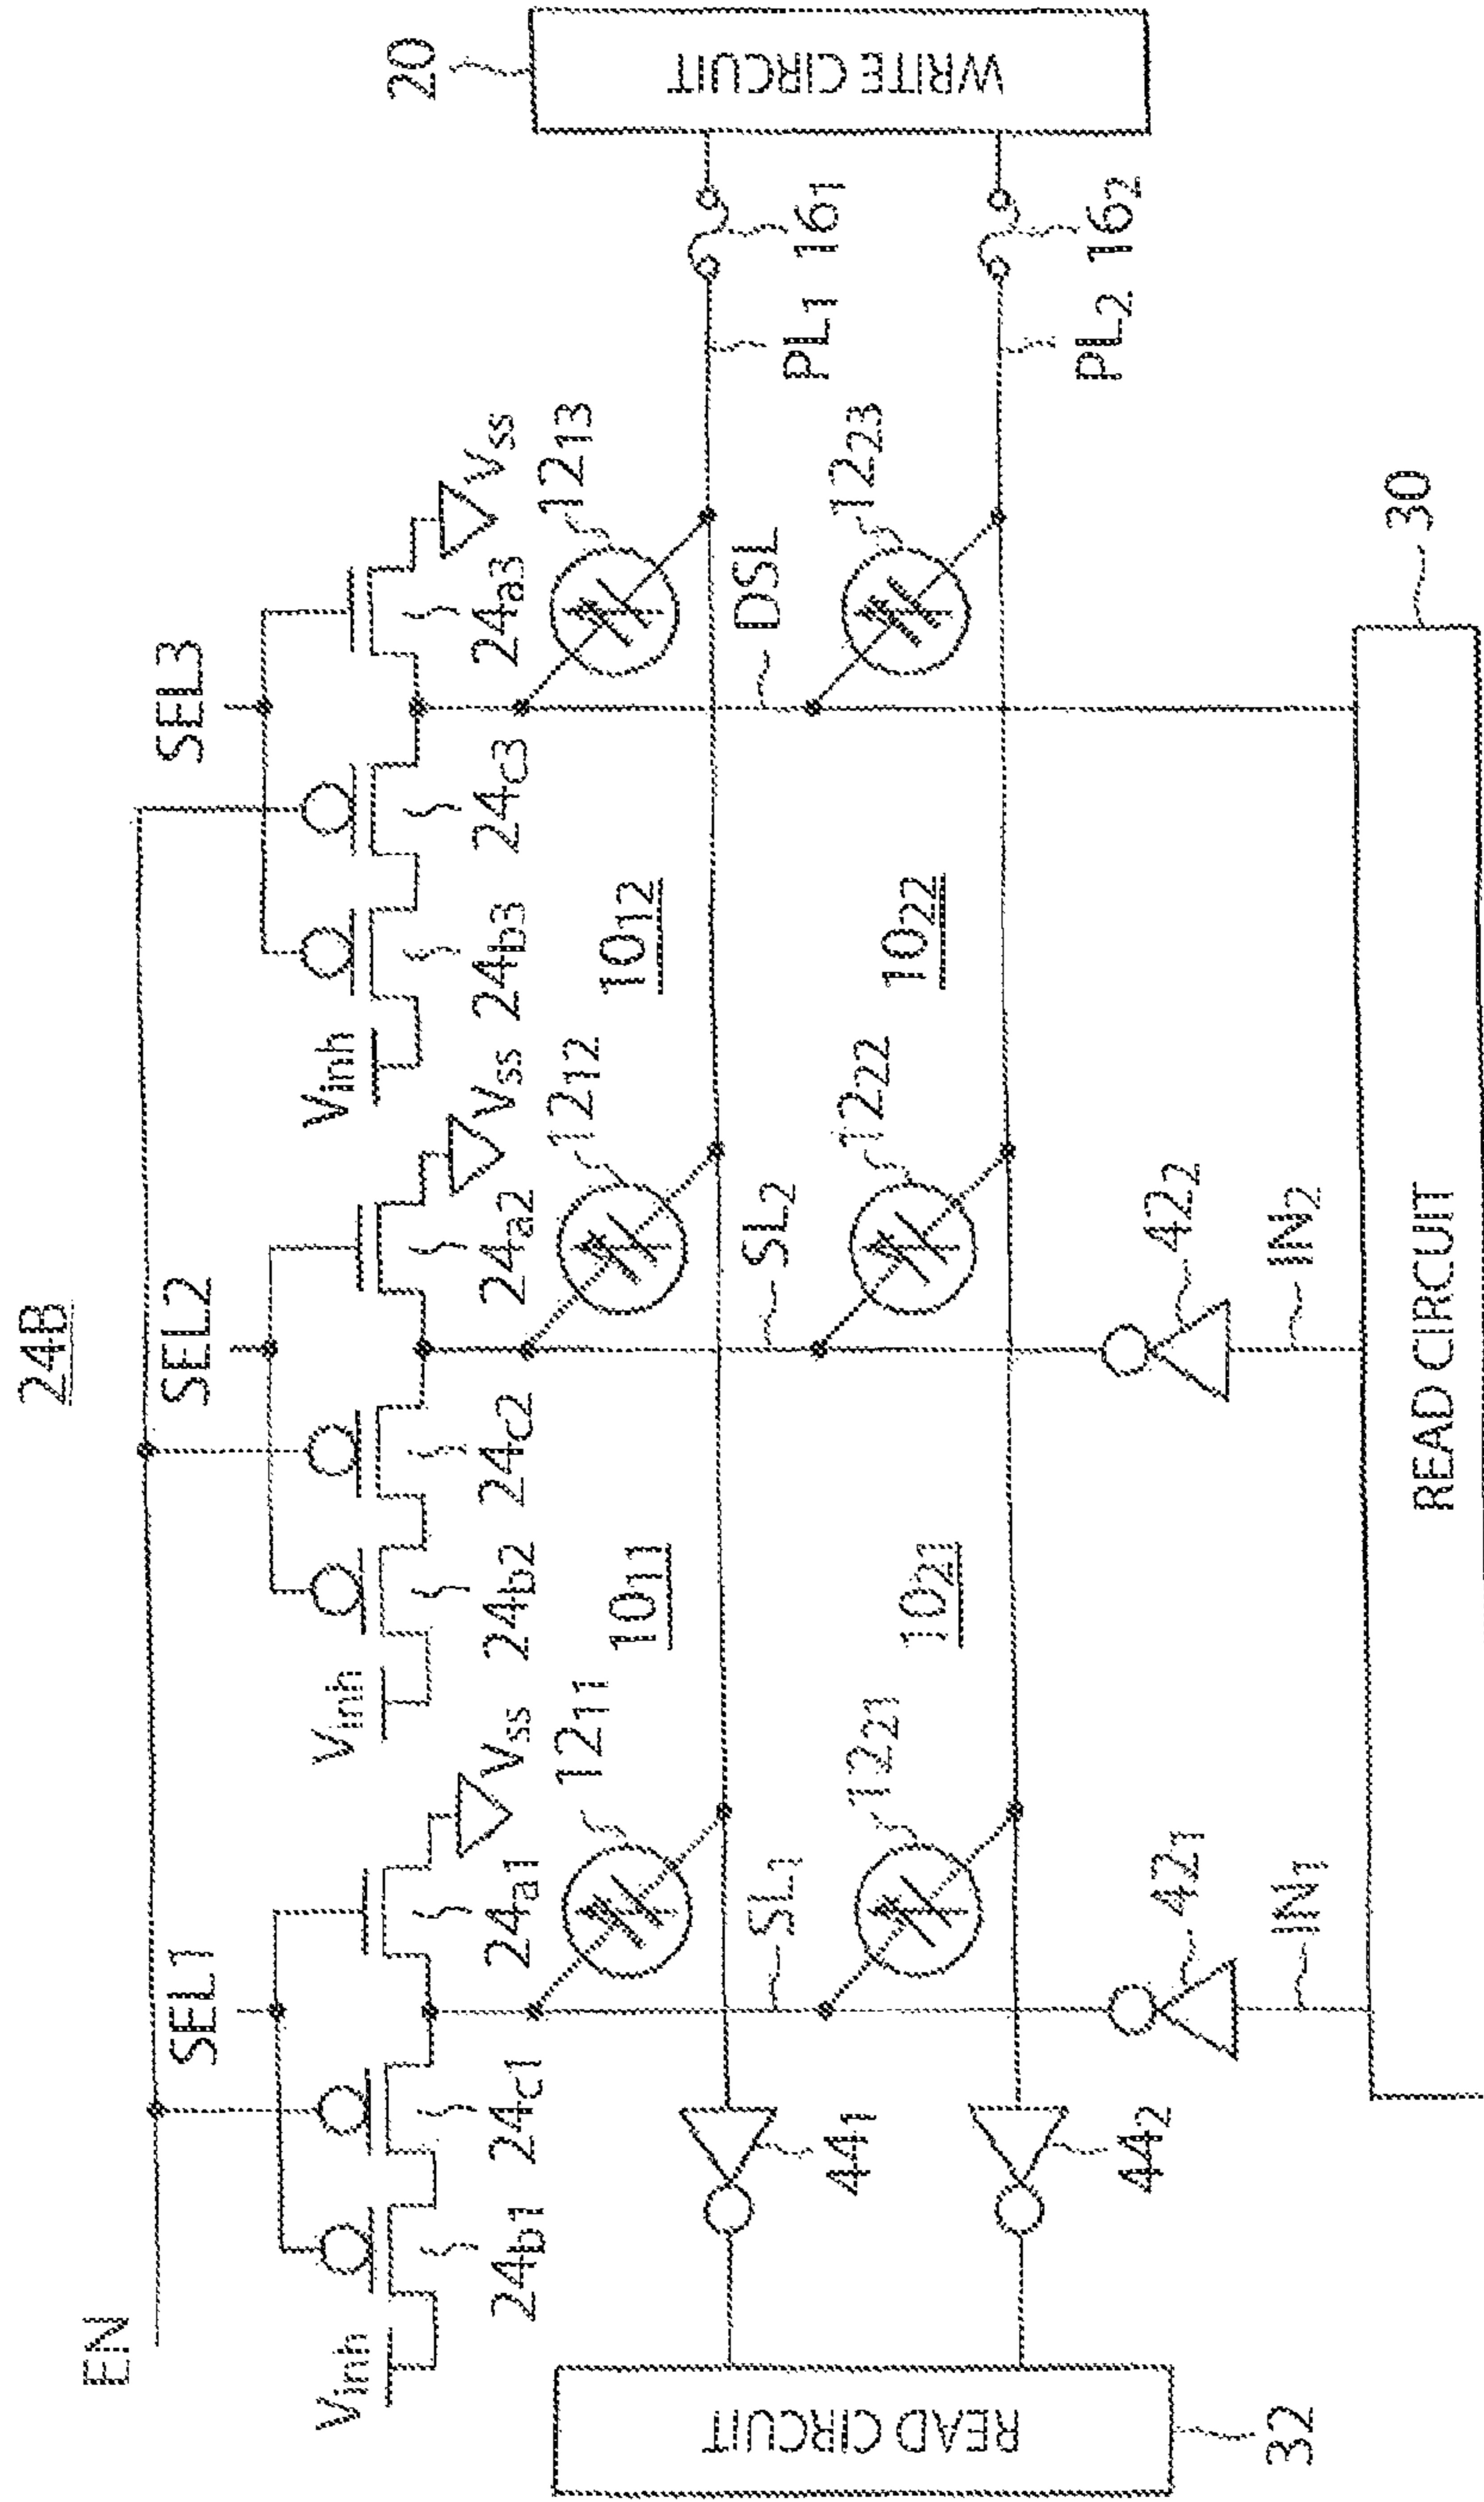 24B
EN
SEL1
SEL2
SEL3
Vinh
Vss
Vinh
Vss
Vinh
Vss
24b1
24c1
24a1
24b2
24c2
24a2
24b3
24c3
24a3
12₁₁
12₁₂
12₁₃
10₁₁
10₁₂
SL₁
SL₂
DSL
PL₁
16₁
20
WRITE CIRCUIT
12₂₁
12₂₂
12₂₃
10₂₁
10₂₂
PL₂
16₂
44₁
44₂
READ CIRCUIT
32
42₁
42₂
IN₁
IN₂
30
READ CIRCUIT